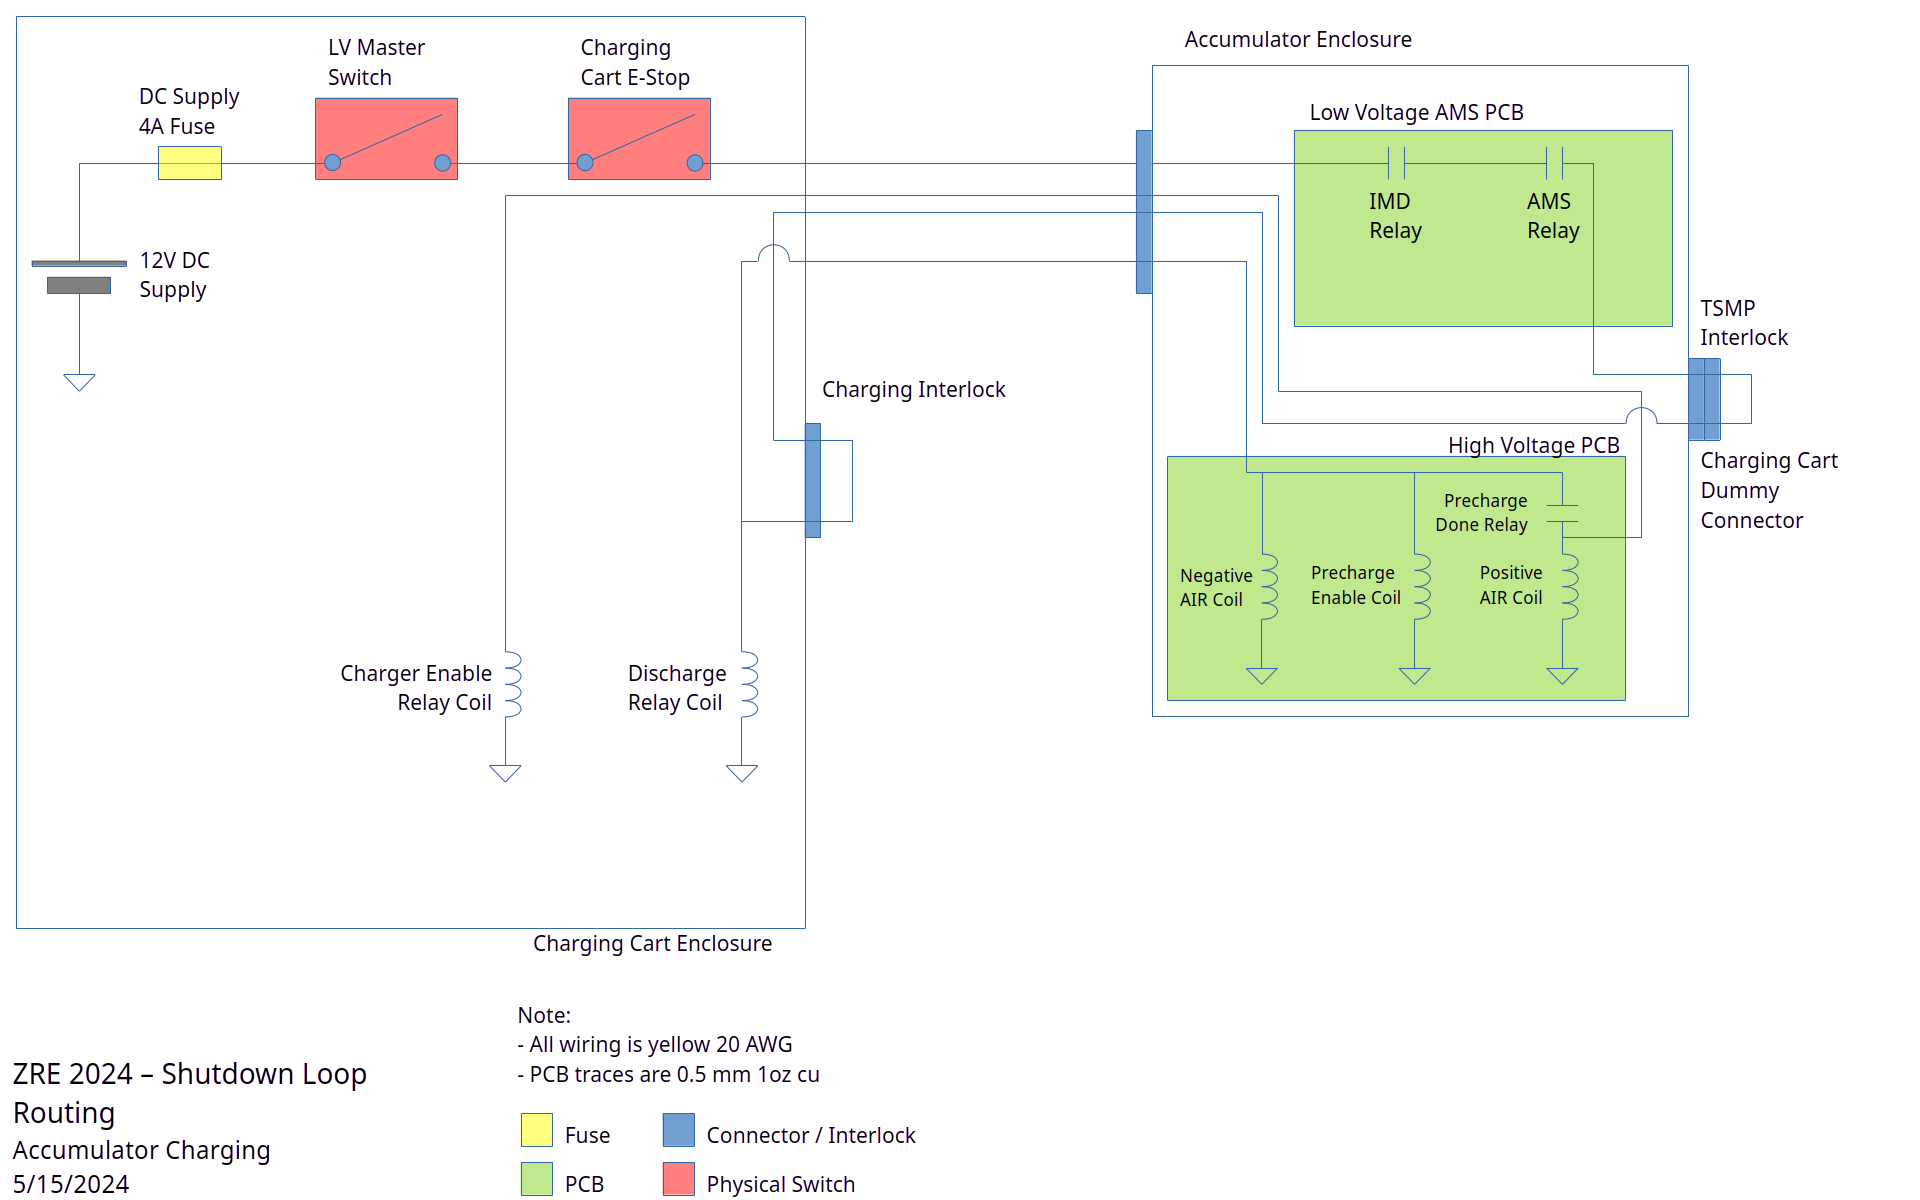 LV Master
Switch
Charging
Cart E-Stop
DC Supply
4A Fuse
12V DC
Supply
Accumulator Enclosure
Low Voltage AMS PCB
IMD
Relay
AMS
Relay
TSMP
Interlock
Charging Interlock
High Voltage PCB
Charging Cart
Dummy
Connector
Precharge
Done Relay
Negative
AIR Coil
Precharge
Enable Coil
Positive
AIR Coil
Charger Enable
Relay Coil
Discharge
Relay Coil
Charging Cart Enclosure
Note:
- All wiring is yellow 20 AWG
- PCB traces are 0.5 mm 1oz cu
ZRE 2024 – Shutdown Loop
Routing
Accumulator Charging
5/15/2024
Fuse
Connector / Interlock
PCB
Physical Switch